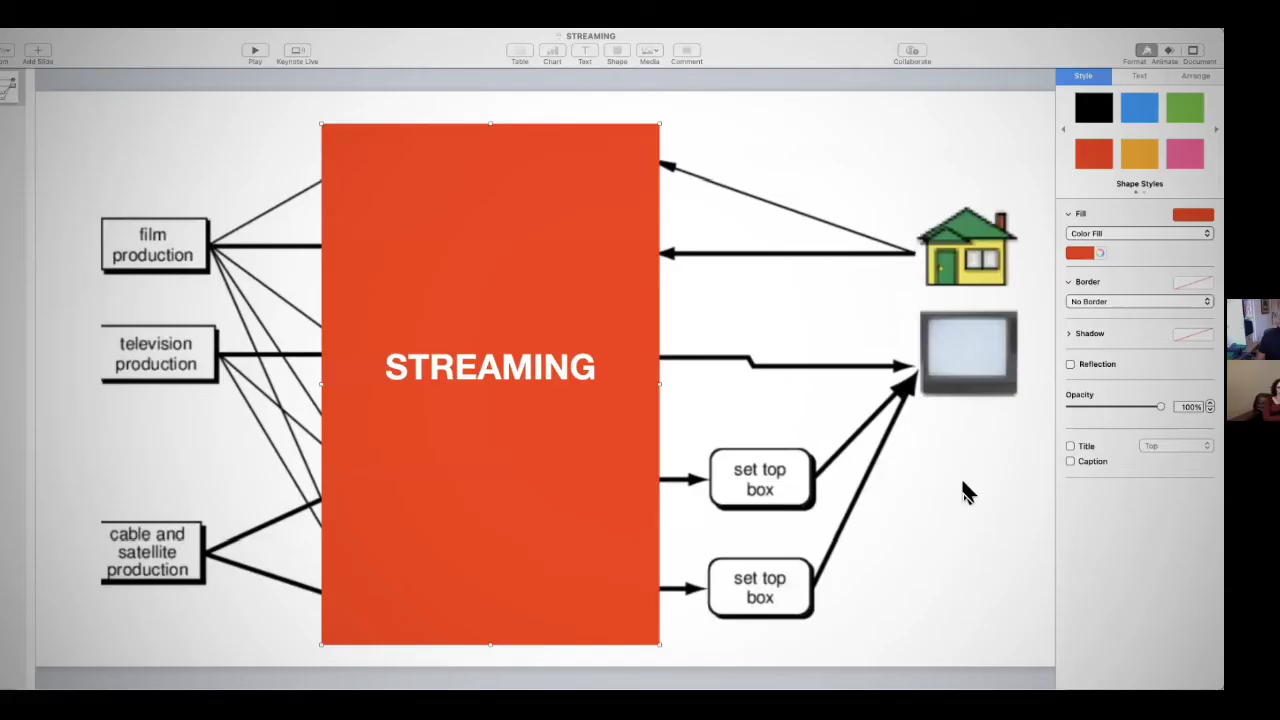 STREAMING
Add Slide
Play
Keynote Live
Table
Chart
Text
Shape
Media
Comment
Collaborate
Format
Animate
Document
Style
Text
Arrange
Shape Styles
Fill
Color Fill
Border
No Border
Shadow
Reflection
Opacity
100%
Title
Top
Caption
film
production
television
production
cable and
satellite
production
STREAMING
set top
box
set top
box